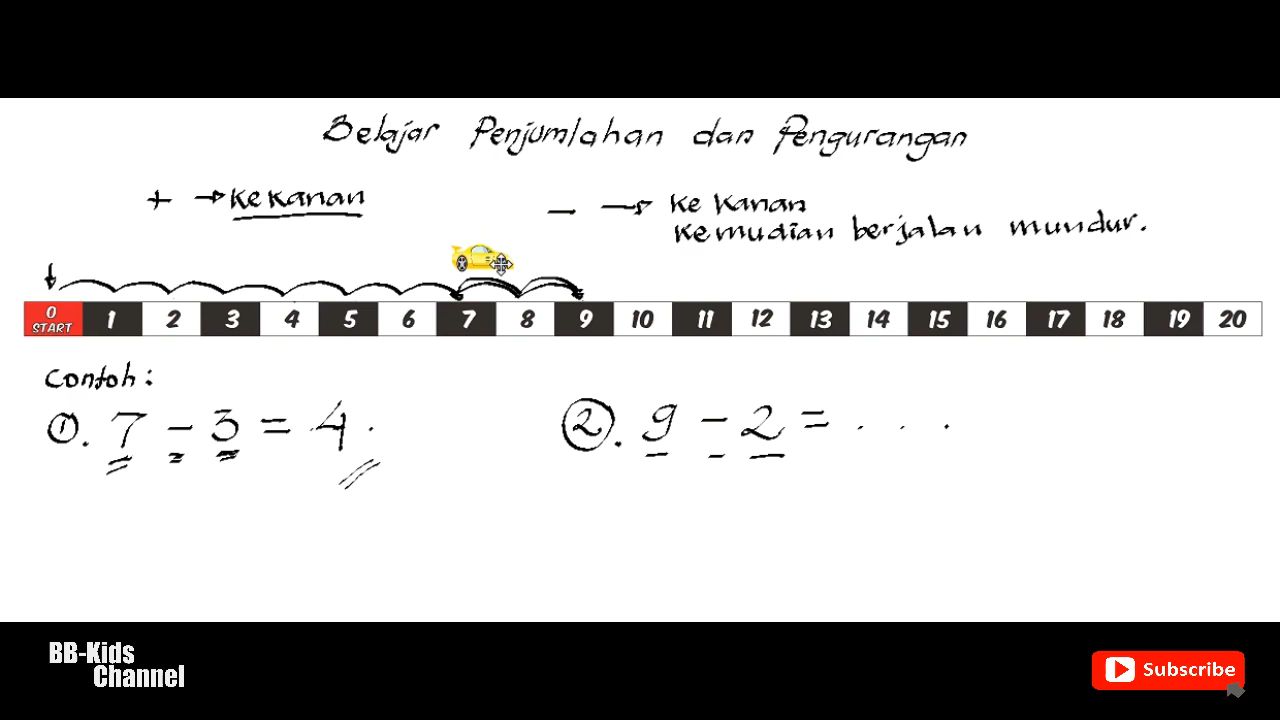 Belajar Penjumlahan dan Pengurangan
+ → ke kanan
- → ke kanan
kemudian berjalan mundur.
0 START 1 2 3 4 5 6 7 8 9 10 11 12 13 14 15 16 17 18 19 20
Contoh:
1. 7 - 3 = 4.
2. 9 - 2 = . . .
BB-Kids
Channel
Subscribe